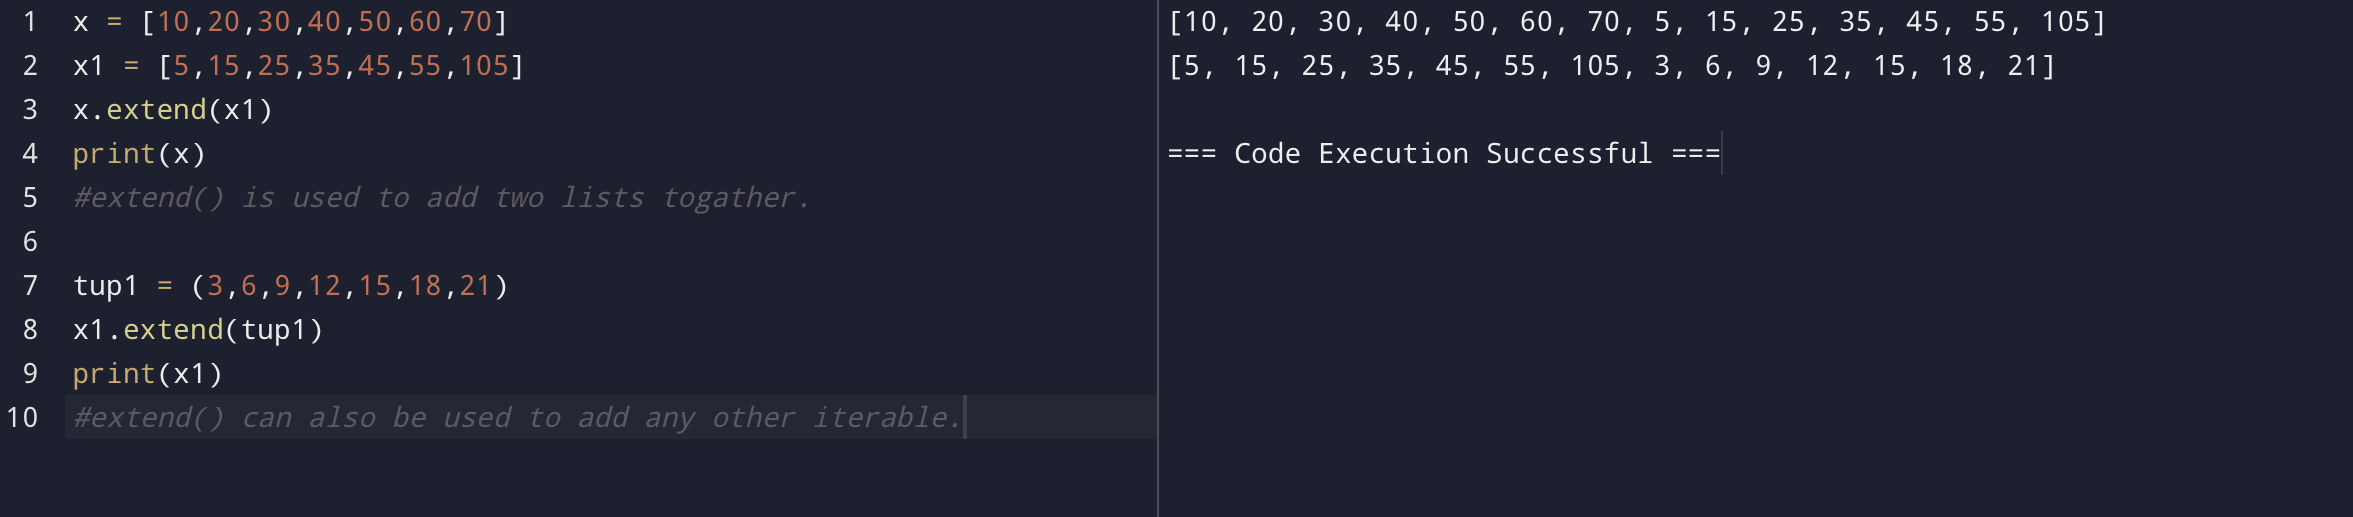 1 x = [10,20,30,40,50,60,70]
2 x1 = [5,15,25,35,45,55,105]
3 x.extend(x1)
4 print(x)
5 #extend() is used to add two lists togather.
6
7 tup1 = (3,6,9,12,15,18,21)
8 x1.extend(tup1)
9 print(x1)
10 #extend() can also be used to add any other iterable.
[10, 20, 30, 40, 50, 60, 70, 5, 15, 25, 35, 45, 55, 105]
[5, 15, 25, 35, 45, 55, 105, 3, 6, 9, 12, 15, 18, 21]
=== Code Execution Successful ===